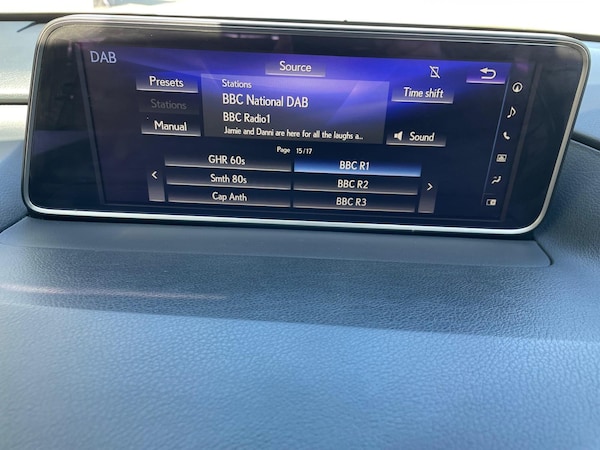 DAB
Source
Presets
Stations
Manual
Stations
BBC National DAB
BBC Radio1
Jamie and Danni are here for all the laughs a...
Time shift
Sound
Page 15/17
GHR 60s
BBC R1
Smth 80s
BBC R2
Cap Anth
BBC R3